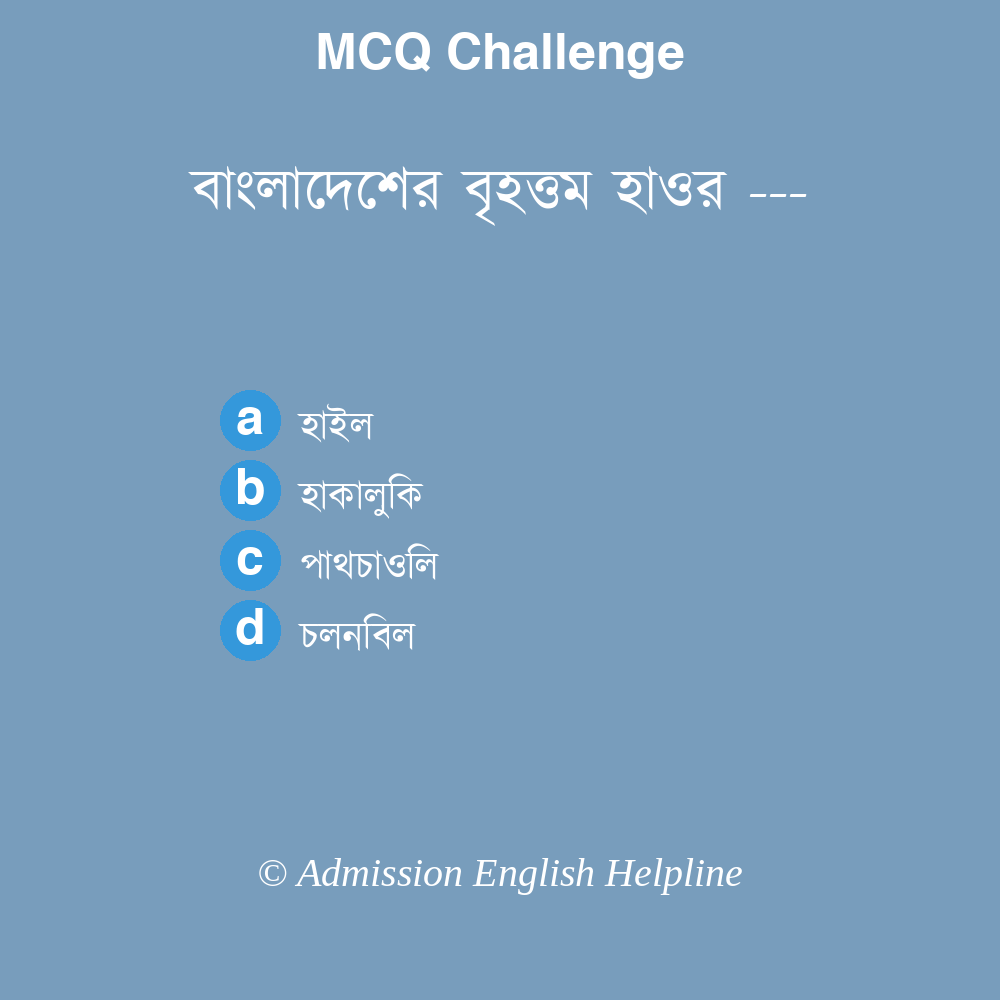 MCQ Challenge
বাংলাদেশের বৃহত্তম হাওর ---
a হাইল
b হাকালুকি
c পাথচাওলি
d চলনবিল
© Admission English Helpline